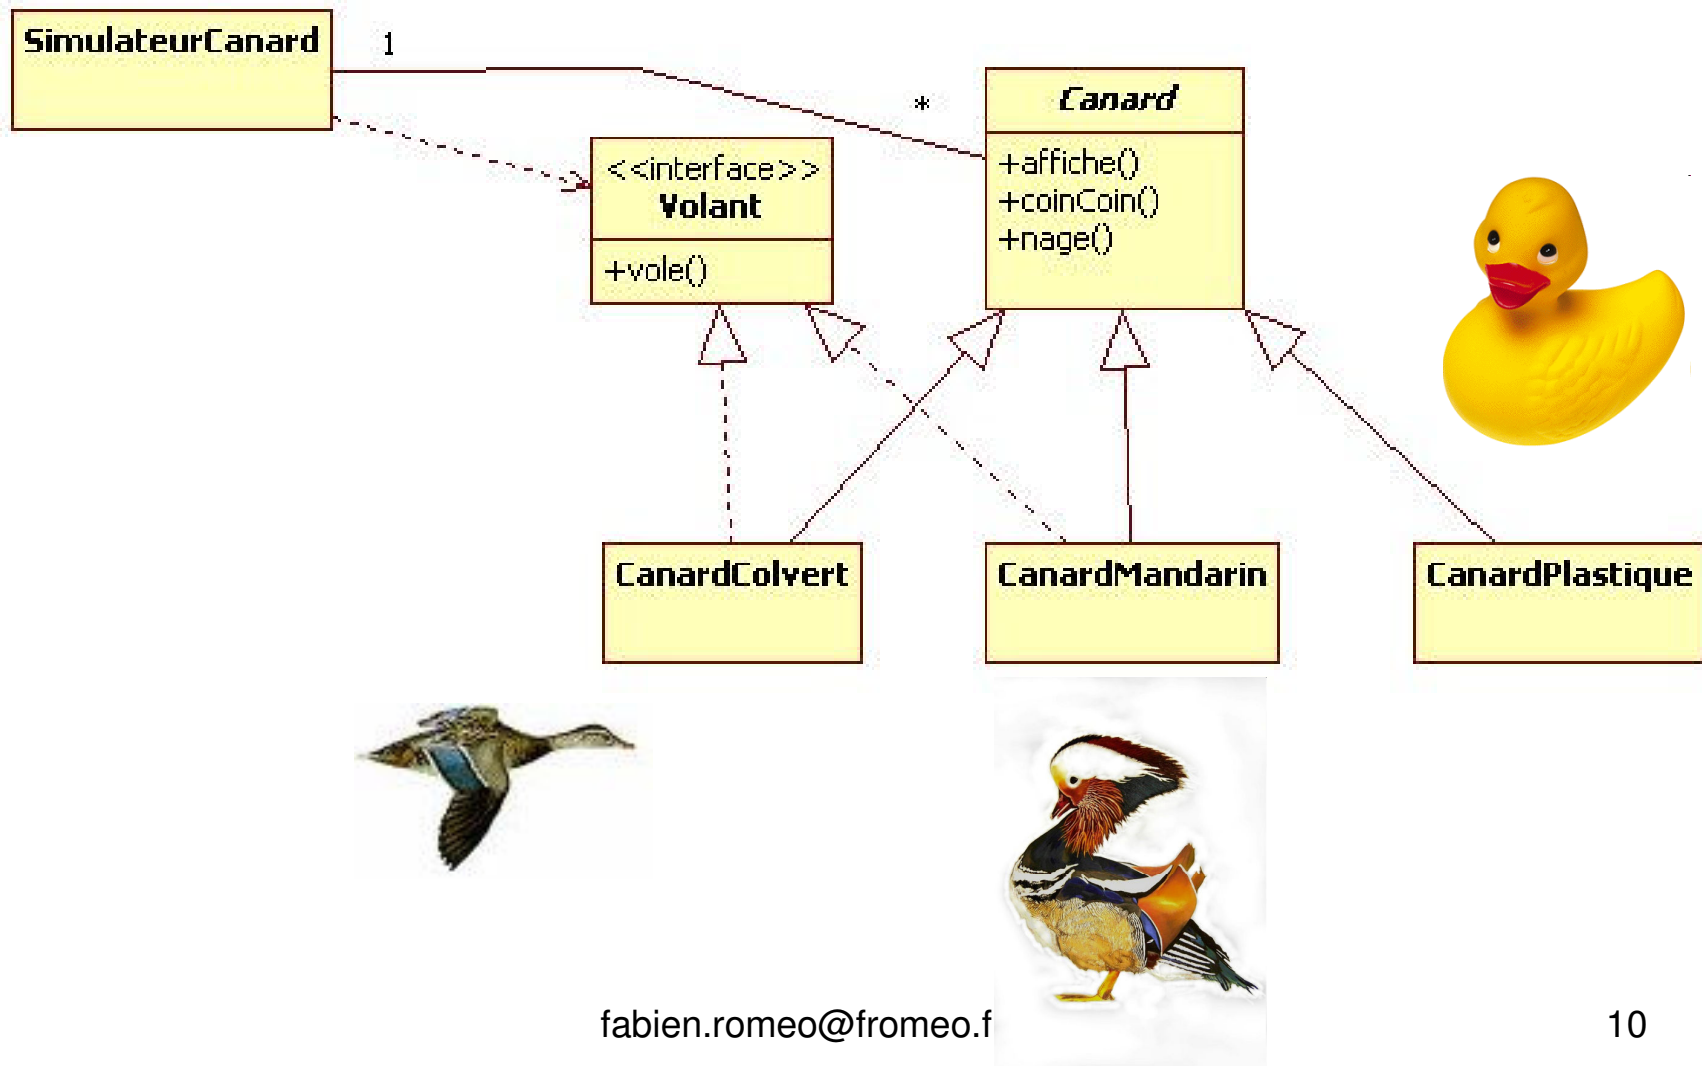 SimulateurCanard
1
*
Canard
+affiche()
+coinCoin()
+nage()
<<interface>>
Volant
+vole()
CanardColvert
CanardMandarin
CanardPlastique
fabien.romeo@fromeo.f
10